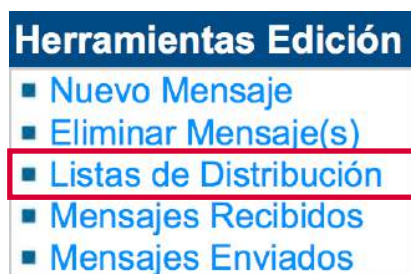 Herramientas Edición
Nuevo Mensaje
Eliminar Mensaje(s)
Listas de Distribución
Mensajes Recibidos
Mensajes Enviados